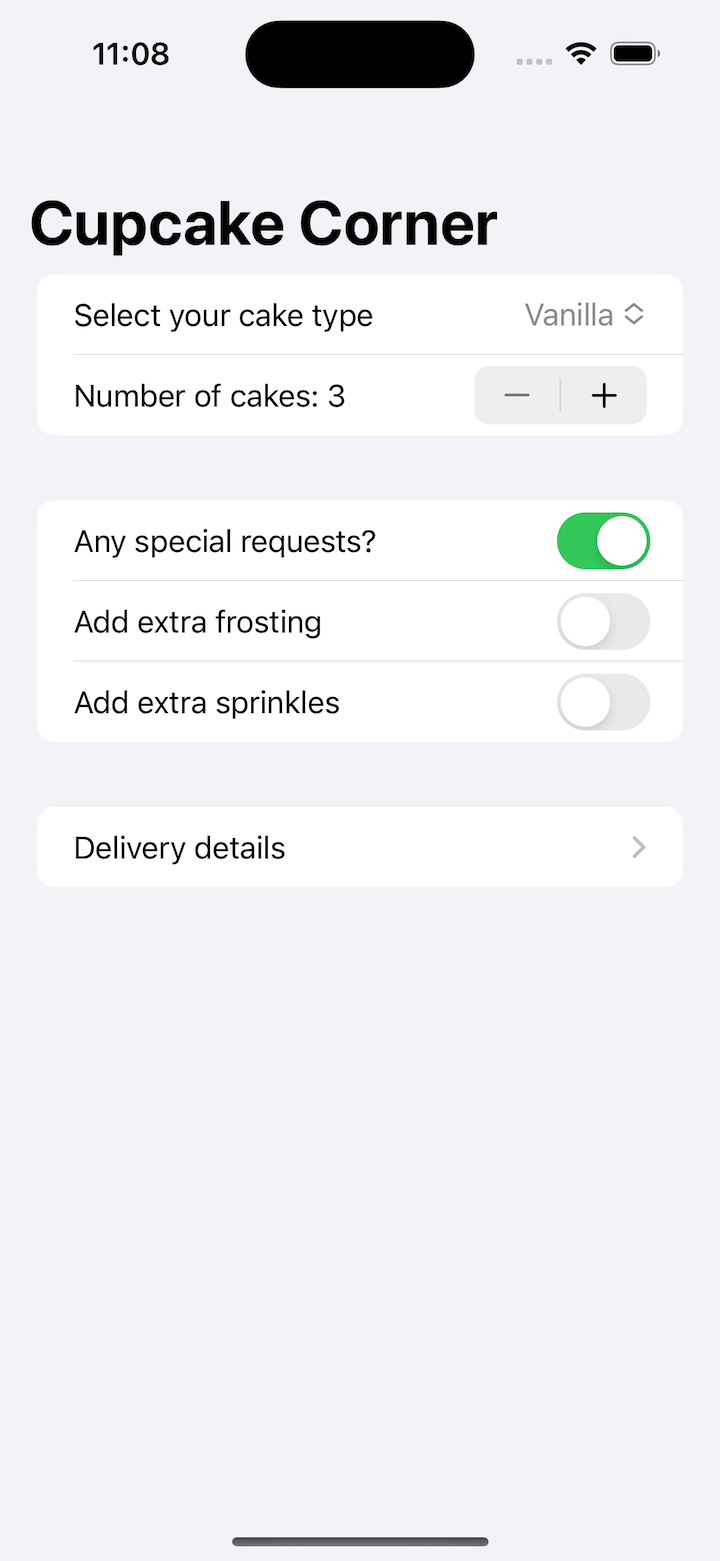 11:08
Cupcake Corner
Select your cake type Vanilla
Number of cakes: 3
Any special requests?
Add extra frosting
Add extra sprinkles
Delivery details